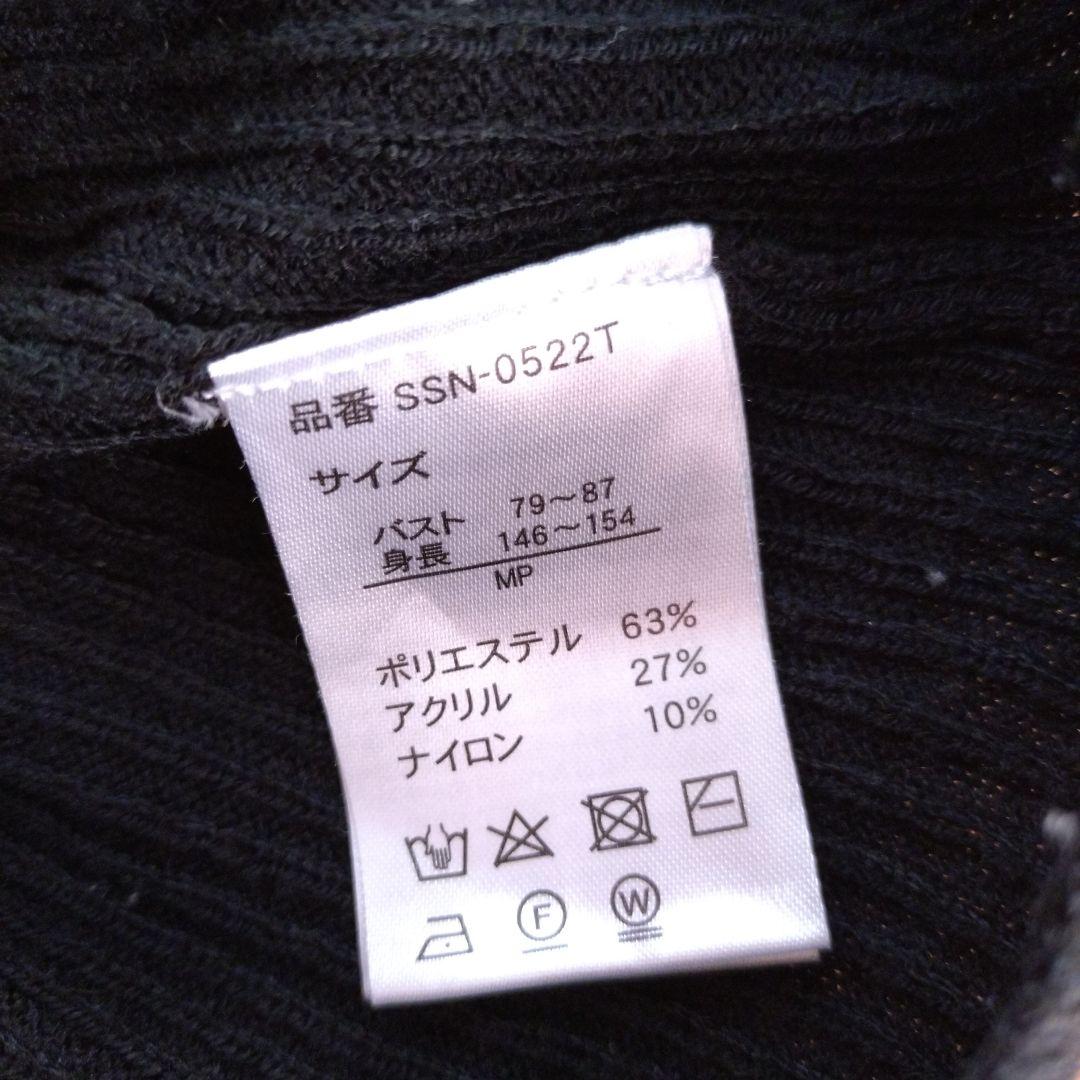 品番 SSN-0522T
サイズ
バスト 79～87
身長 146～154
MP
ポリエステル 63%
アクリル 27%
ナイロン 10%
F
W